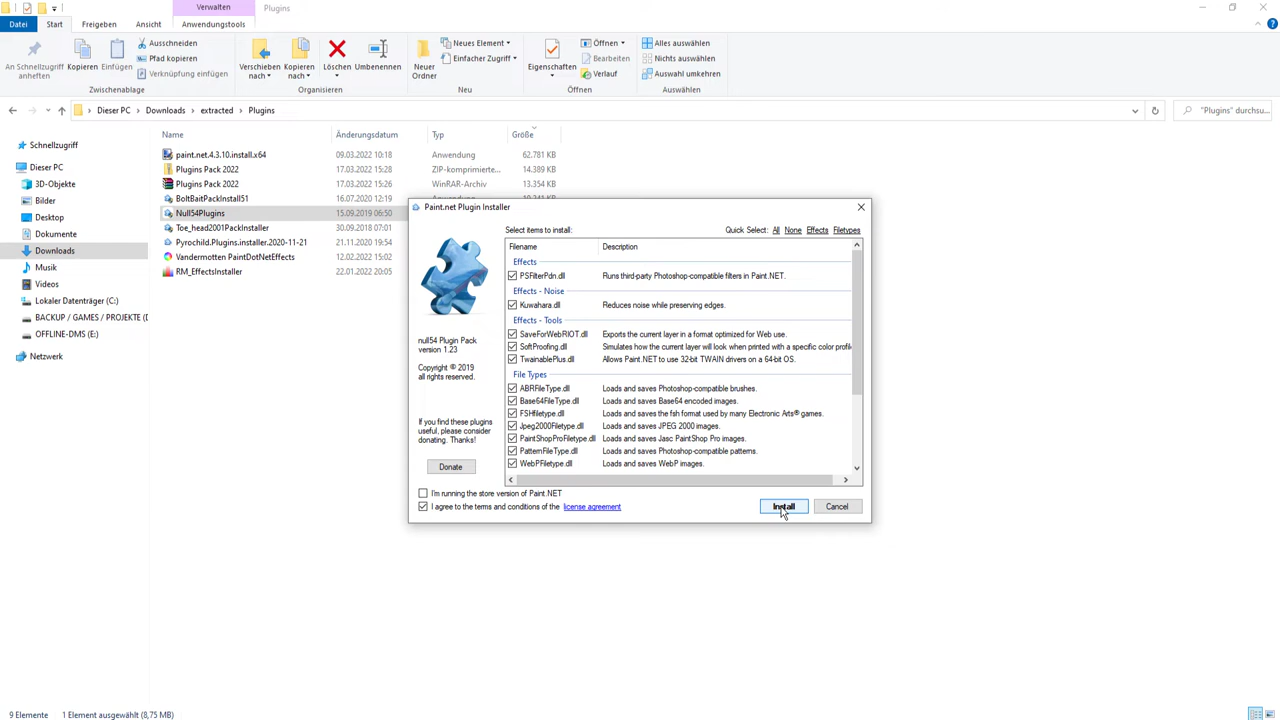 Verwalten Plugins
Datei Start Freigeben Ansicht Anwendungstools
An Schnellzugriff anheften
Kopieren
Einfügen
Ausschneiden
Pfad kopieren
Verknüpfung einfügen
Zwischenablage
Verschieben nach
Kopieren nach
Löschen
Umbenennen
Organisieren
Neuer Ordner
Neues Element
Einfacher Zugriff
Neu
Eigenschaften
Öffnen
Bearbeiten
Verlauf
Öffnen
Alles auswählen
Nichts auswählen
Auswahl umkehren
Auswählen
Dieser PC > Downloads > extracted > Plugins
"Plugins" durchsu...
Schnellzugriff
Dieser PC
3D-Objekte
Bilder
Desktop
Dokumente
Downloads
Musik
Videos
Lokaler Datenträger (C:)
BACKUP / GAMES / PROJEKTE (D
OFFLINE-DMS (E:)
Netzwerk
Name Änderungsdatum Typ Größe
paint.net.4.3.10.install.x64 09.03.2022 10:18 Anwendung 62.781 KB
Plugins Pack 2022 17.03.2022 15:28 ZIP-komprimierte... 14.389 KB
Plugins Pack 2022 17.03.2022 15:26 WinRAR-Archiv 13.354 KB
BoltBaitPackInstall51 16.07.2020 12:19 Anwendung 10.241 KB
Null54Plugins 15.09.2019 06:50
Toe_head2001PackInstaller 30.09.2018 07:01
Pyrochild.Plugins.installer.2020-11-21 21.11.2020 19:54
Vandermotten PaintDotNetEffects 12.02.2022 15:02
RM_EffectsInstaller 22.01.2022 20:05
Paint.net Plugin Installer
Select items to install:
Quick Select: All None Effects Filetypes
Filename Description
Effects
PSFilterPdn.dll Runs third-party Photoshop-compatible filters in Paint.NET.
Effects - Noise
Kuwahara.dll Reduces noise while preserving edges.
Effects - Tools
SaveForWebRIOT.dll Exports the current layer in a format optimized for Web use.
SoftProofing.dll Simulates how the current layer will look when printed with a specific color profile
TwainablePlus.dll Allows Paint.NET to use 32-bit TWAIN drivers on a 64-bit OS.
File Types
ABRFileType.dll Loads and saves Photoshop-compatible brushes.
Base64FileType.dll Loads and saves Base64 encoded images.
FSHfiletype.dll Loads and saves the fsh format used by many Electronic Arts® games.
Jpeg2000Filetype.dll Loads and saves JPEG 2000 images.
PaintShopProFiletype.dll Loads and saves Jasc PaintShop Pro images.
PatternFileType.dll Loads and saves Photoshop-compatible patterns.
WebPFiletype.dll Loads and saves WebP images.
null54 Plugin Pack
version 1.23
Copyright © 2019
all rights reserved.
If you find these plugins
useful, please consider
donating. Thanks!
Donate
I'm running the store version of Paint.NET
I agree to the terms and conditions of the license agreement
Install Cancel
9 Elemente 1 Element ausgewählt (8,75 MB)